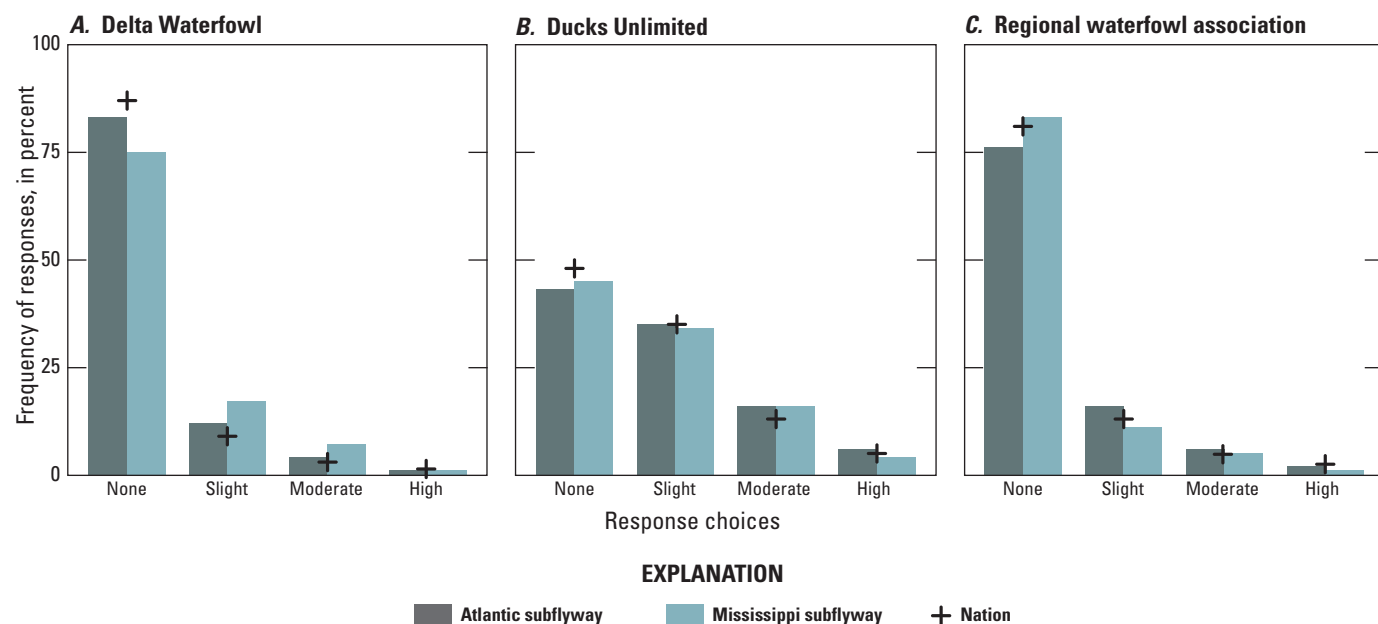 A. Delta Waterfowl
B. Ducks Unlimited
C. Regional waterfowl association
Frequency of responses, in percent
100
75
50
25
0
None Slight Moderate High
None Slight Moderate High
None Slight Moderate High
Response choices
EXPLANATION
Atlantic subflyway Mississippi subflyway Nation